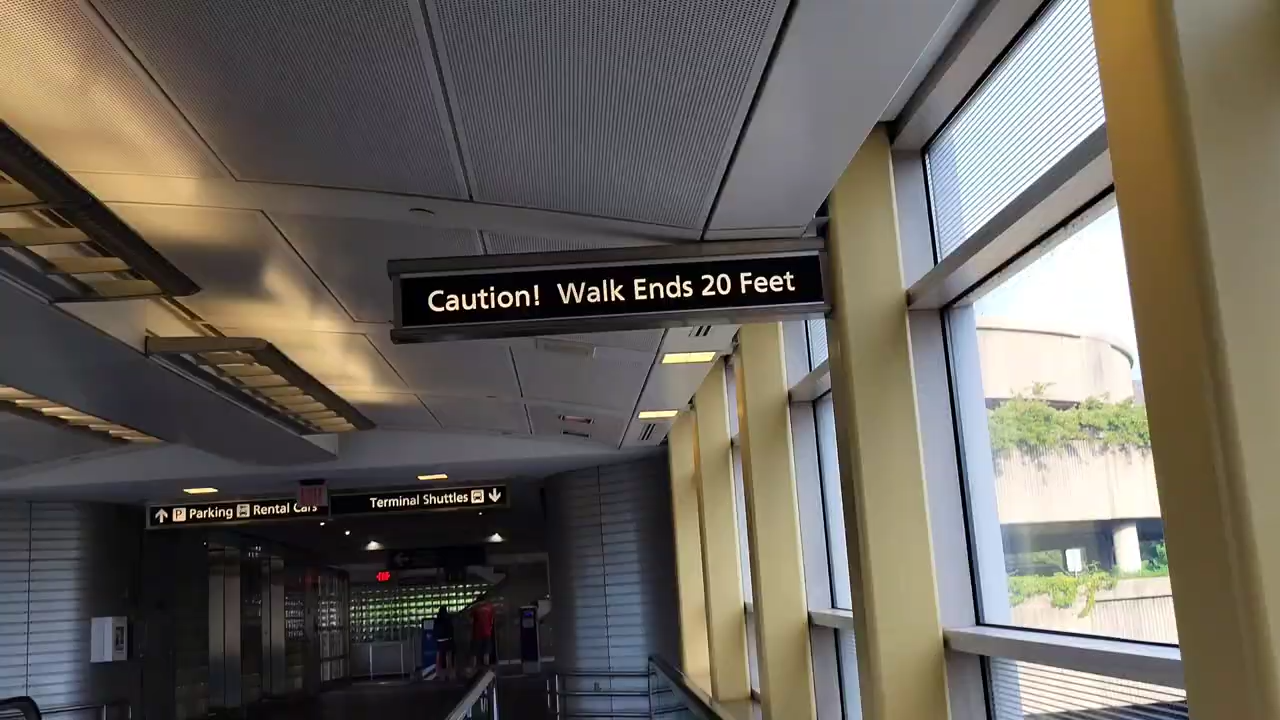 Caution! Walk Ends 20 Feet
↑ P Parking Rental Cars
Terminal Shuttles ↓